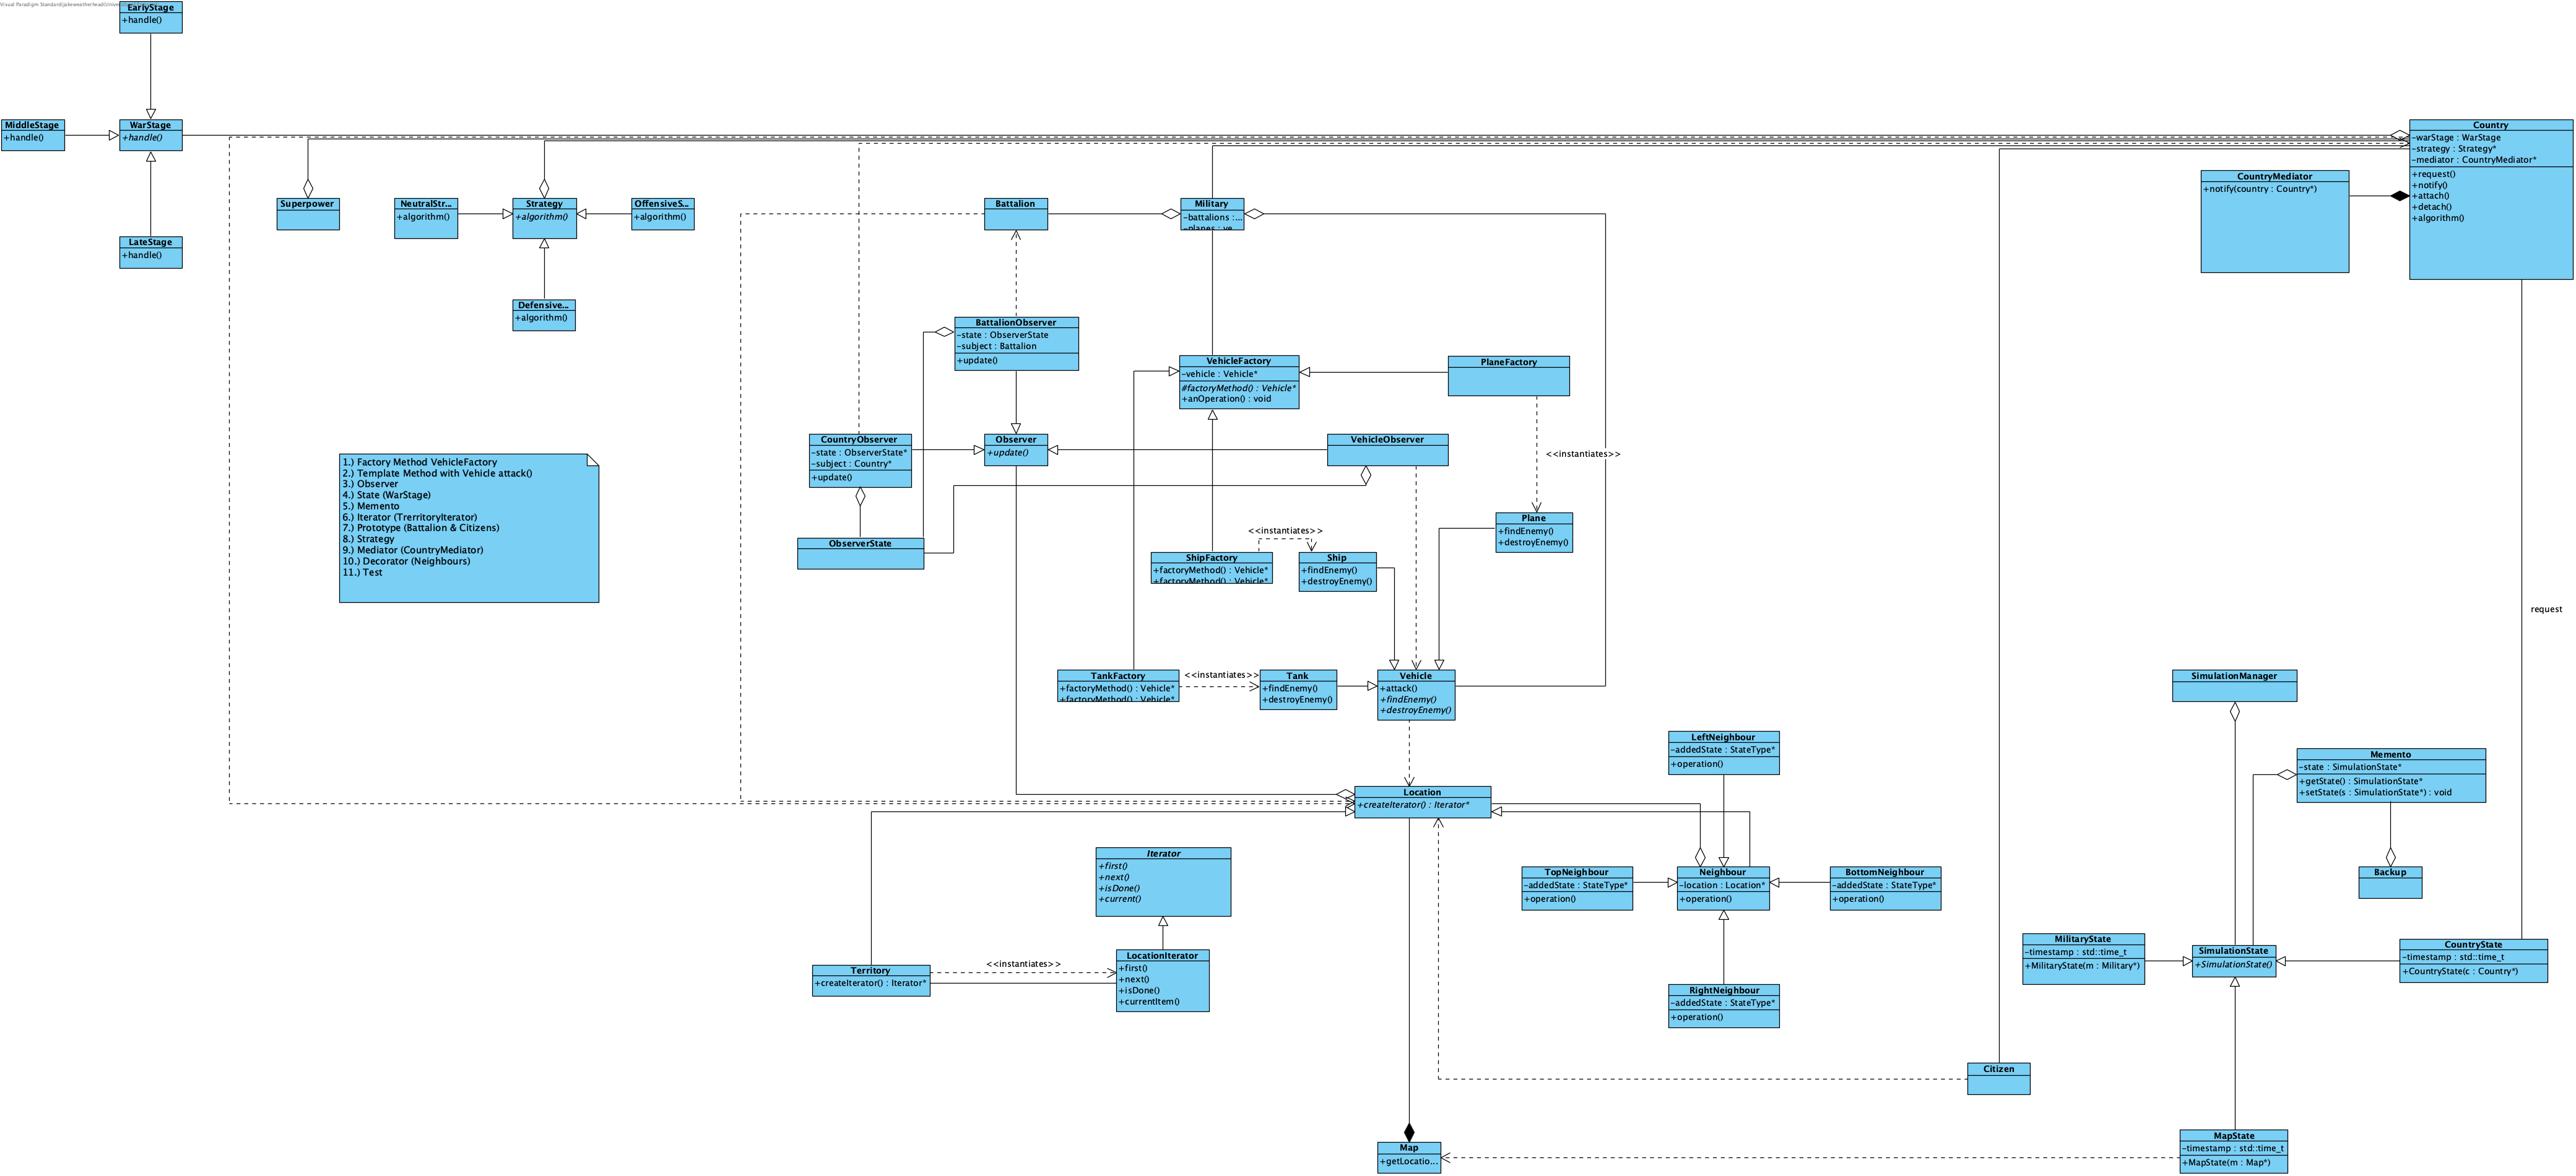 Visual Paradigm Standard(jakeweatherhead(Univer
EarlyStage
+handle()
MiddleStage
+handle()
WarStage
+handle()
LateStage
+handle()
Superpower
NeutralStr...
+algorithm()
Strategy
+algorithm()
OffensiveS...
+algorithm()
Defensive...
+algorithm()
Battalion
Military
-battalions :...
-planes : ve...
Country
-warStage : WarStage
-strategy : Strategy*
-mediator : CountryMediator*
+request()
+notify()
+attach()
+detach()
+algorithm()
CountryMediator
+notify(country : Country*)
BattalionObserver
-state : ObserverState
-subject : Battalion
+update()
VehicleFactory
-vehicle : Vehicle*
#factoryMethod() : Vehicle*
+anOperation() : void
PlaneFactory
CountryObserver
-state : ObserverState*
-subject : Country*
+update()
Observer
+update()
VehicleObserver
<<instantiates>>
1.) Factory Method VehicleFactory
2.) Template Method with Vehicle attack()
3.) Observer
4.) State (WarStage)
5.) Memento
6.) Iterator (TrerritoryIterator)
7.) Prototype (Battalion & Citizens)
8.) Strategy
9.) Mediator (CountryMediator)
10.) Decorator (Neighbours)
11.) Test
ObserverState
Plane
+findEnemy()
+destroyEnemy()
<<instantiates>>
ShipFactory
+factoryMethod() : Vehicle*
+factoryMethod() : Vehicle*
Ship
+findEnemy()
+destroyEnemy()
request
TankFactory
+factoryMethod() : Vehicle*
+factoryMethod() : Vehicle*
<<instantiates>>
Tank
+findEnemy()
+destroyEnemy()
Vehicle
+attack()
+findEnemy()
+destroyEnemy()
SimulationManager
LeftNeighbour
-addedState : StateType*
+operation()
Memento
-state : SimulationState*
+getState() : SimulationState*
+setState(s : SimulationState*) : void
Location
+createIterator() : Iterator*
Iterator
+first()
+next()
+isDone()
+current()
TopNeighbour
-addedState : StateType*
+operation()
Neighbour
-location : Location*
+operation()
BottomNeighbour
-addedState : StateType*
+operation()
Backup
Territory
+createIterator() : Iterator*
<<instantiates>>
LocationIterator
+first()
+next()
+isDone()
+currentItem()
RightNeighbour
-addedState : StateType*
+operation()
MilitaryState
-timestamp : std::time_t
+MilitaryState(m : Military*)
SimulationState
+SimulationState()
CountryState
-timestamp : std::time_t
+CountryState(c : Country*)
Citizen
Map
+getLocatio...
MapState
-timestamp : std::time_t
+MapState(m : Map*)